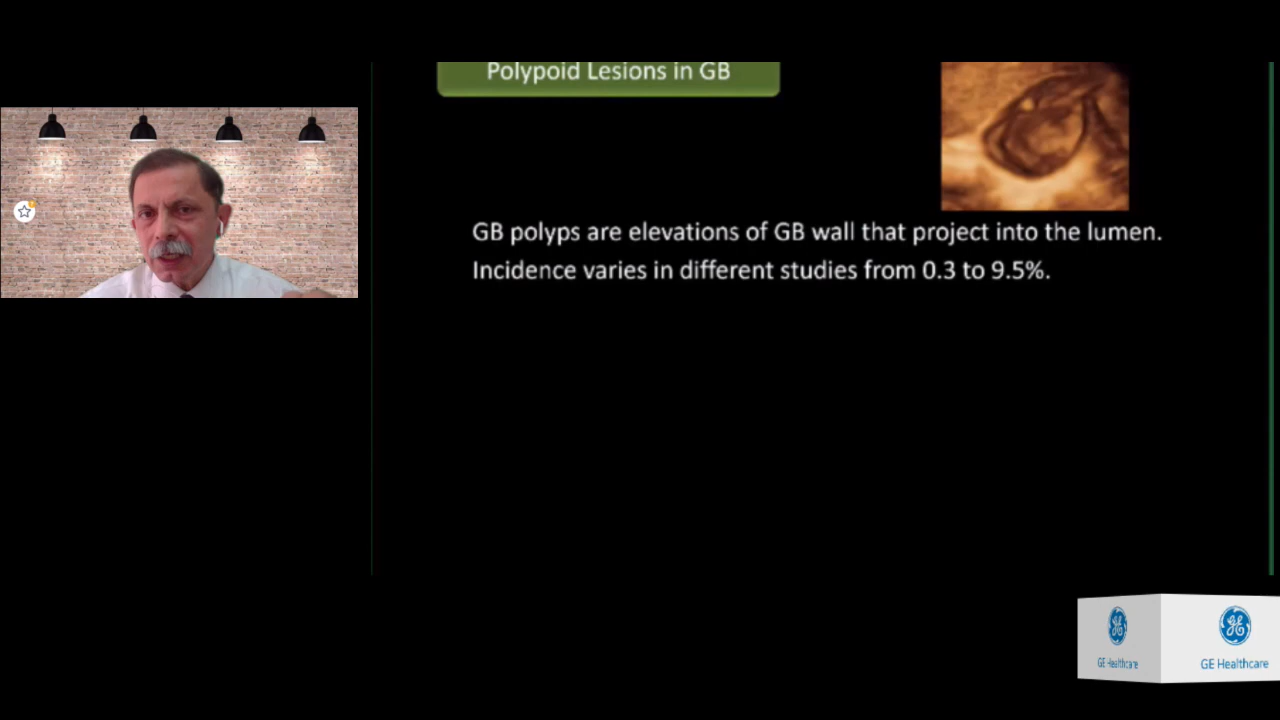 Polypoid Lesions in GB
GB polyps are elevations of GB wall that project into the lumen.
Incidence varies in different studies from 0.3 to 9.5%.
GE Healthcare
GE Healthcare